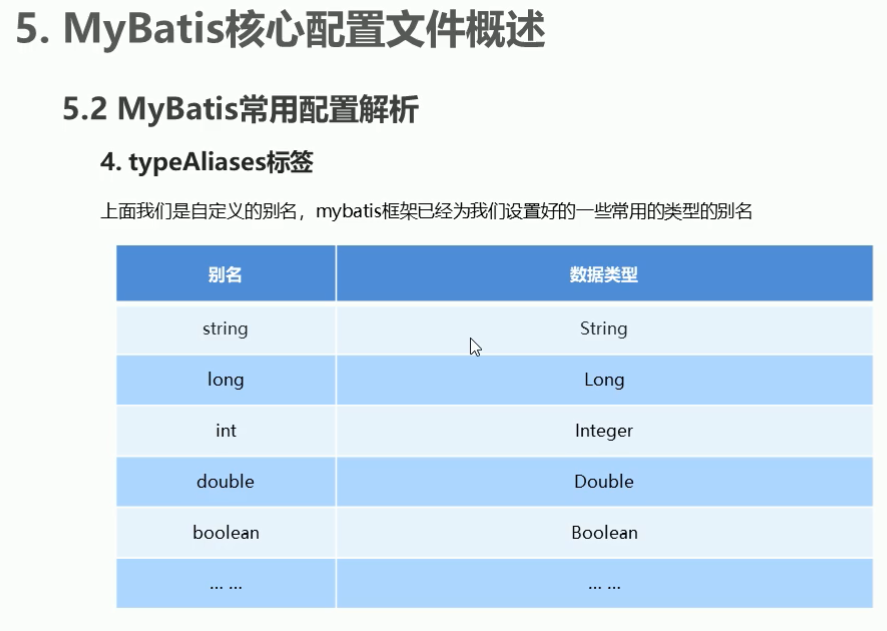 5. MyBatis核心配置文件概述
5.2 MyBatis常用配置解析
4. typeAliases标签
上面我们是自定义的别名，mybatis框架已经为我们设置好的一些常用的类型的别名
别名 数据类型
string String
long Long
int Integer
double Double
boolean Boolean
… … … …